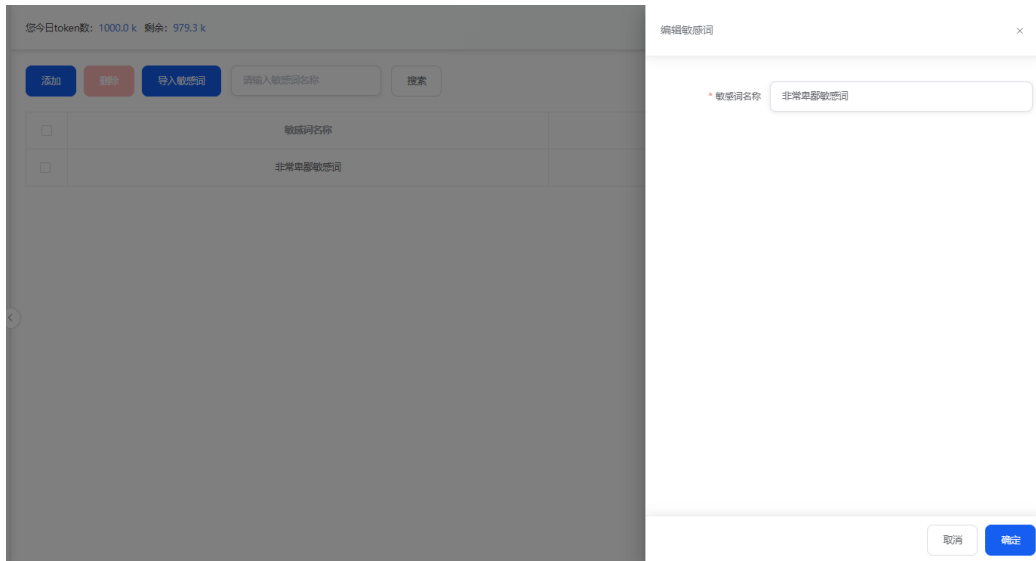 您今日token数：1000.0 k 剩余：979.3 k
添加 删除 导入敏感词 请输入敏感词名称 搜索
敏感词名称
非常卑鄙敏感词
编辑敏感词
* 敏感词名称 非常卑鄙敏感词
取消 确定